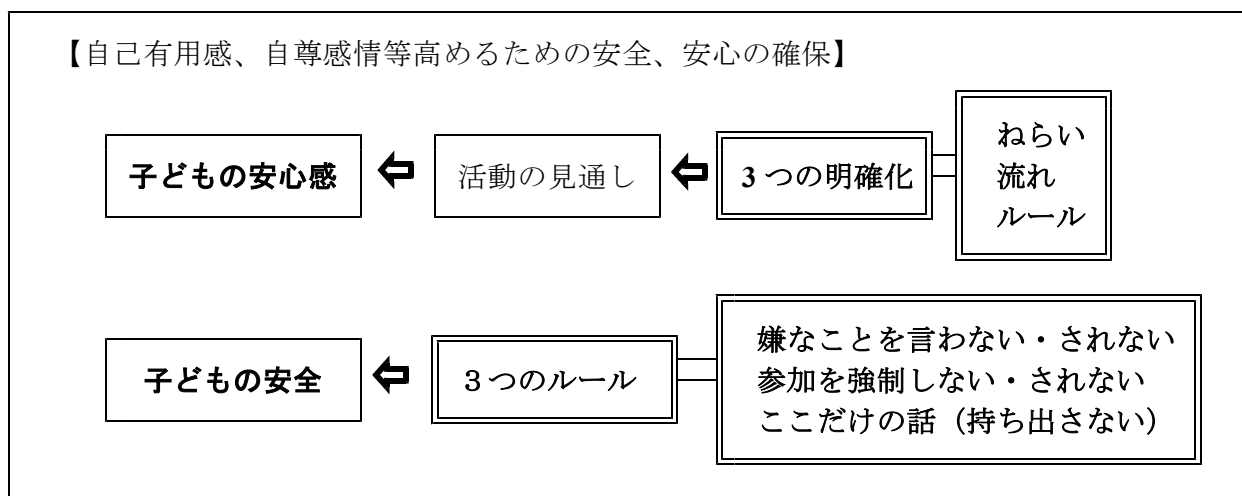 【自己有用感、自尊感情等高めるための安全、安心の確保】
子どもの安心感
活動の見通し
3つの明確化
ねらい
流れ
ルール
子どもの安全
3つのルール
嫌なことを言わない・されない
参加を強制しない・されない
ここだけの話（持ち出さない）